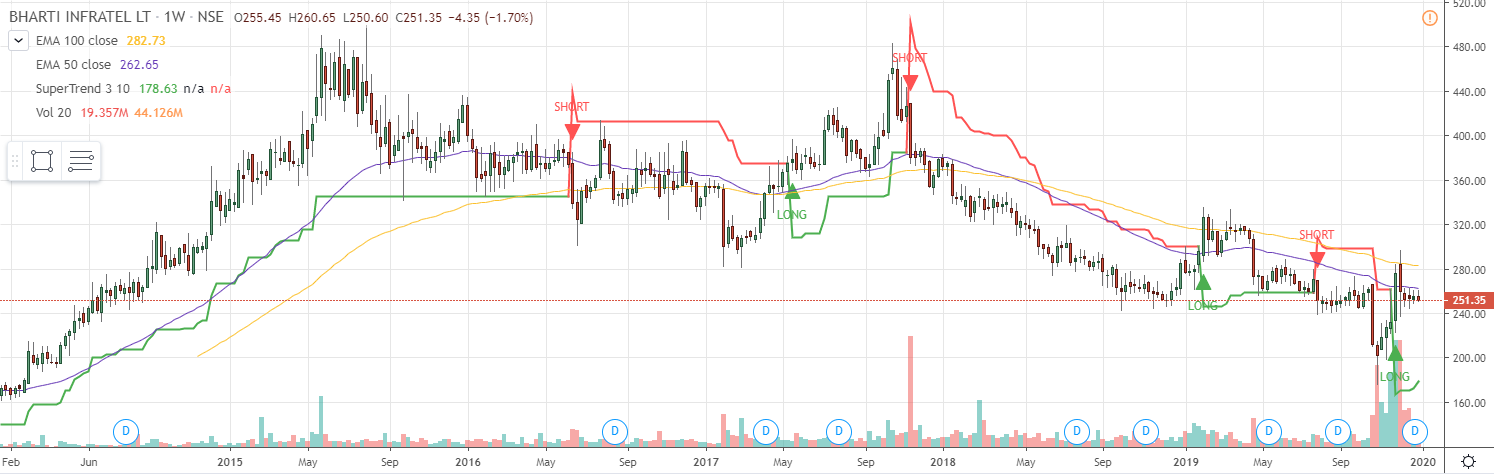 BHARTI INFRATEL LT · 1W · NSE O255.45 H260.65 L250.60 C251.35 −4.35 (−1.70%)
EMA 100 close 282.73
EMA 50 close 262.65
SuperTrend 3 10 178.63 n/a n/a
Vol 20 19.357M 44.126M
520.00
480.00
440.00
400.00
360.00
320.00
280.00
251.35
240.00
200.00
160.00
SHORT
SHORT
LONG
SHORT
LONG
LONG
D D D D D D D D D
Feb Jun 2015 May Sep 2016 May Sep 2017 May Sep 2018 May Sep 2019 May Sep 2020